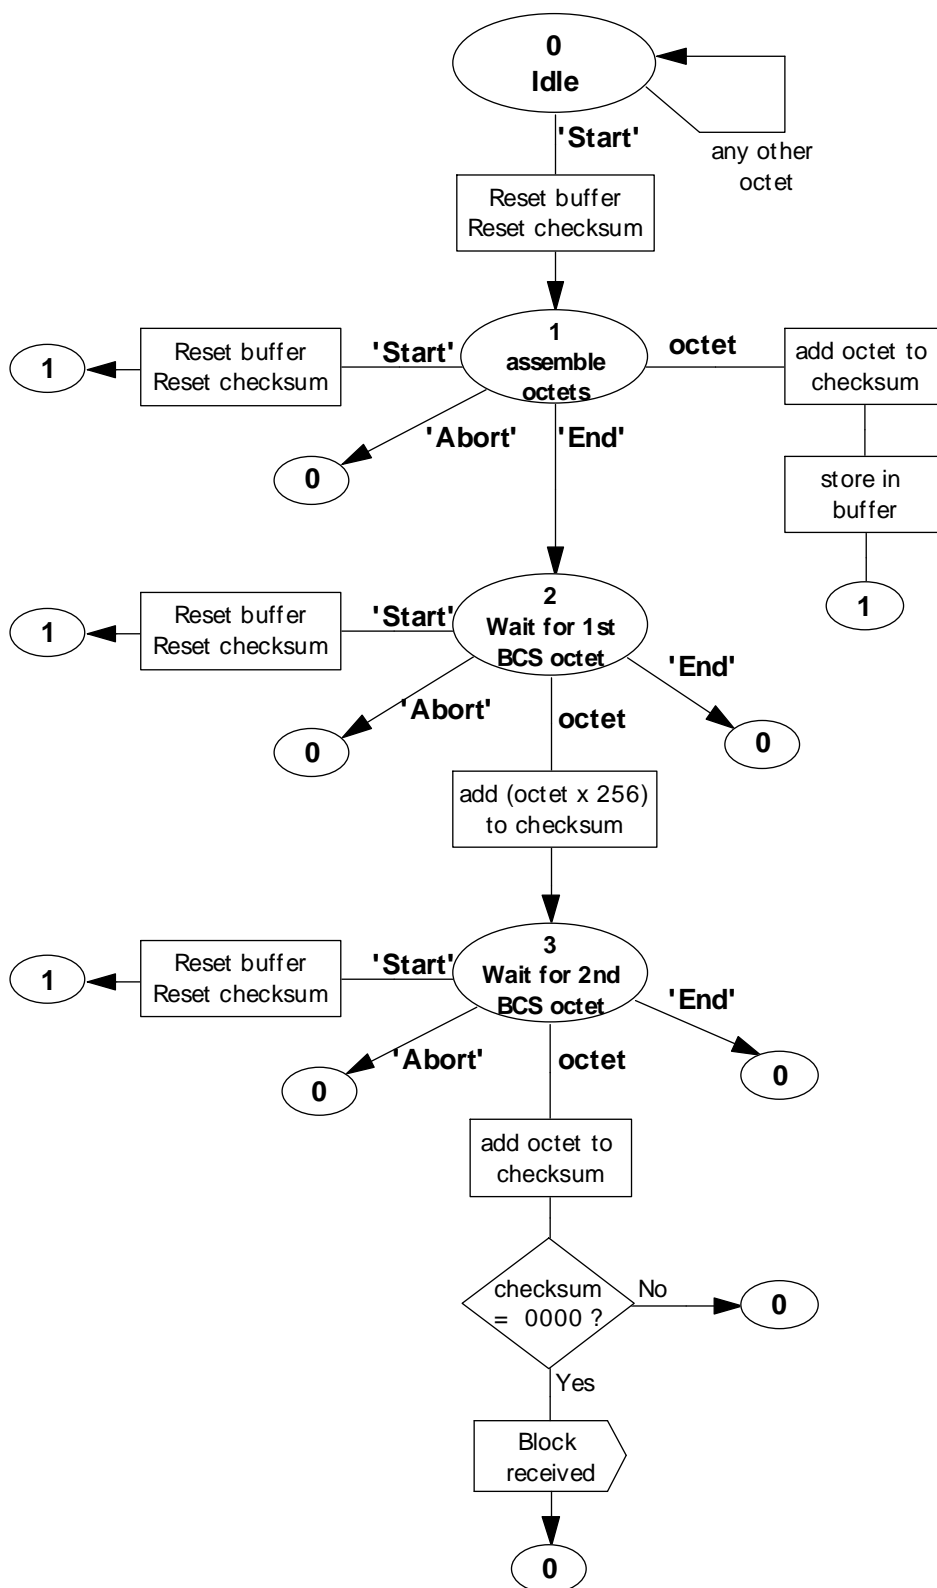 0
Idle
'Start'
any other
octet
Reset buffer
Reset checksum
1
assemble
octets
'Start'
Reset buffer
Reset checksum
1
octet
add octet to
checksum
'Abort'
'End'
0
store in
buffer
1
2
Wait for 1st
BCS octet
'Start'
Reset buffer
Reset checksum
1
'End'
'Abort'
octet
0
0
add (octet x 256)
to checksum
3
Wait for 2nd
BCS octet
'Start'
Reset buffer
Reset checksum
1
'End'
'Abort'
octet
0
0
add octet to
checksum
checksum
= 0000 ?
No
0
Yes
Block
received
0